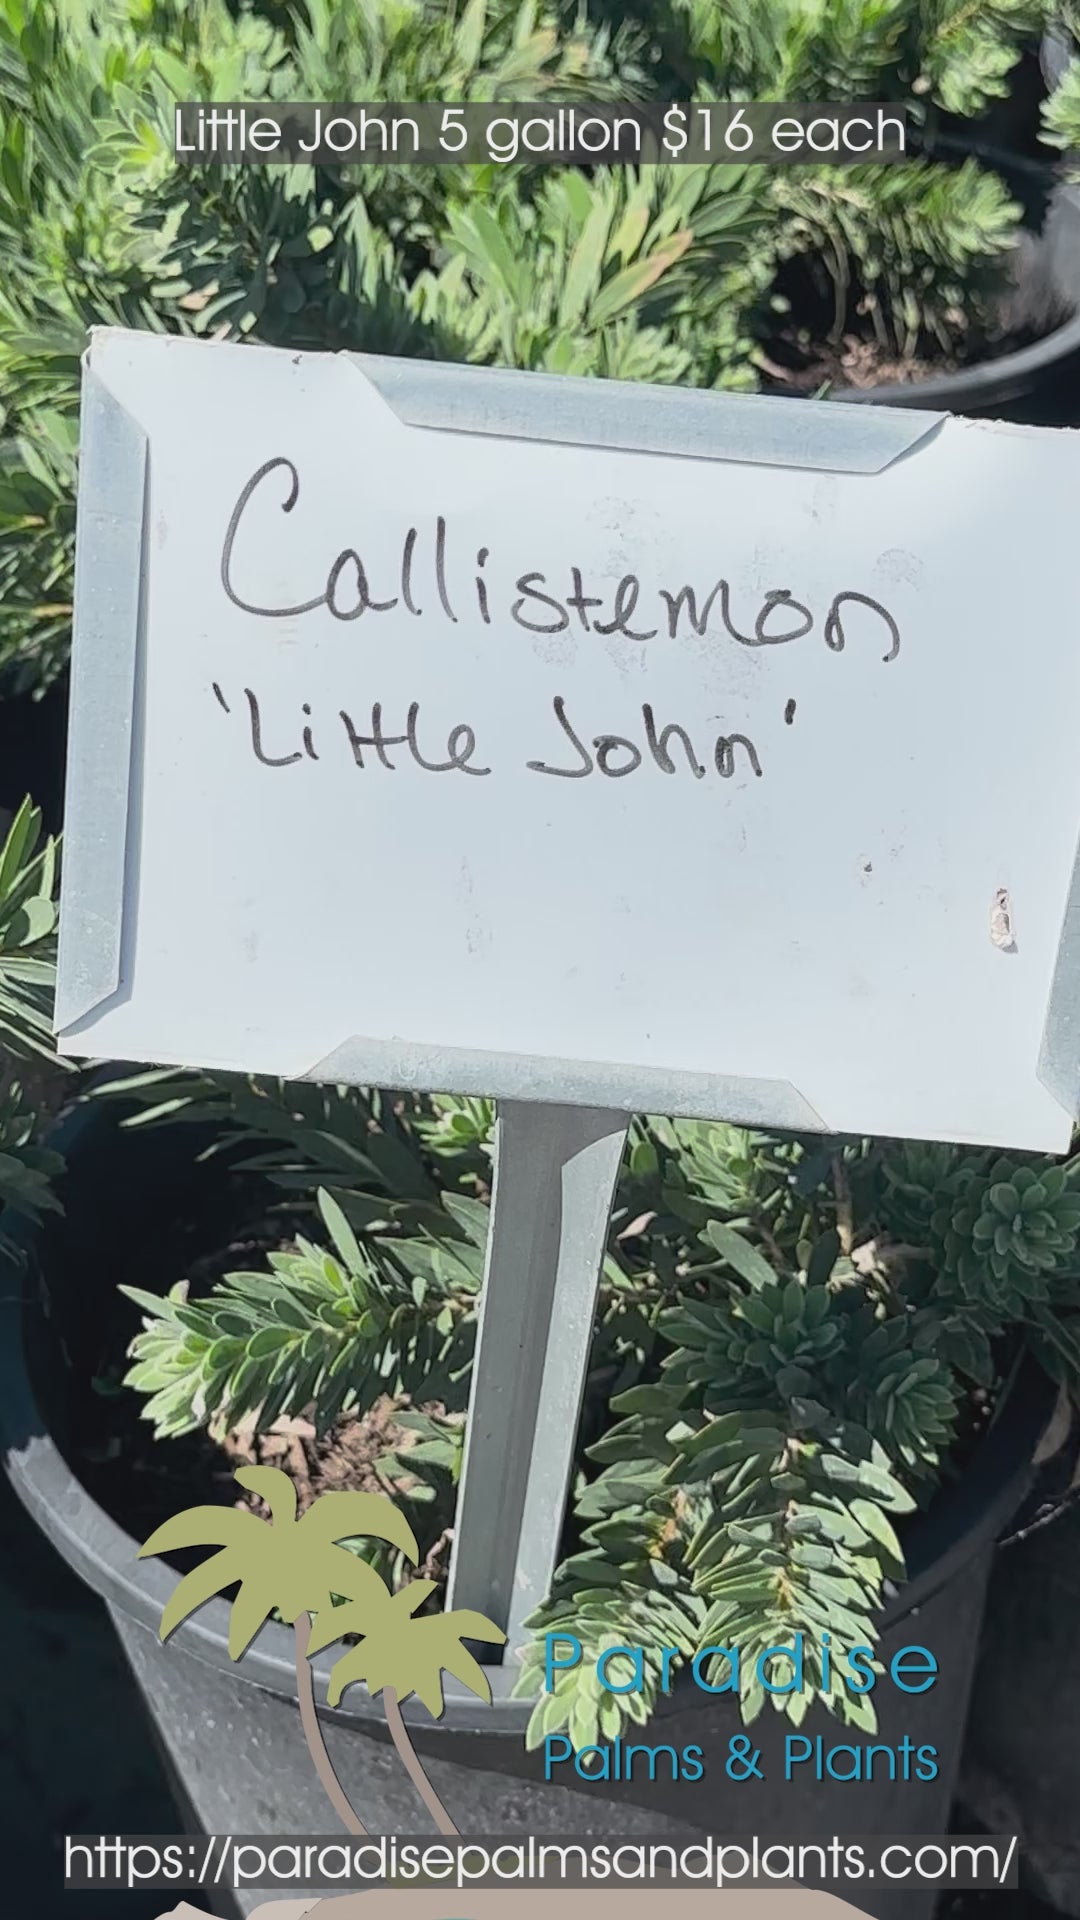 Little John 5 gallon $16 each
Callistemon
'Little John'
Paradise
Palms & Plants
https://paradisepalmsandplants.com/